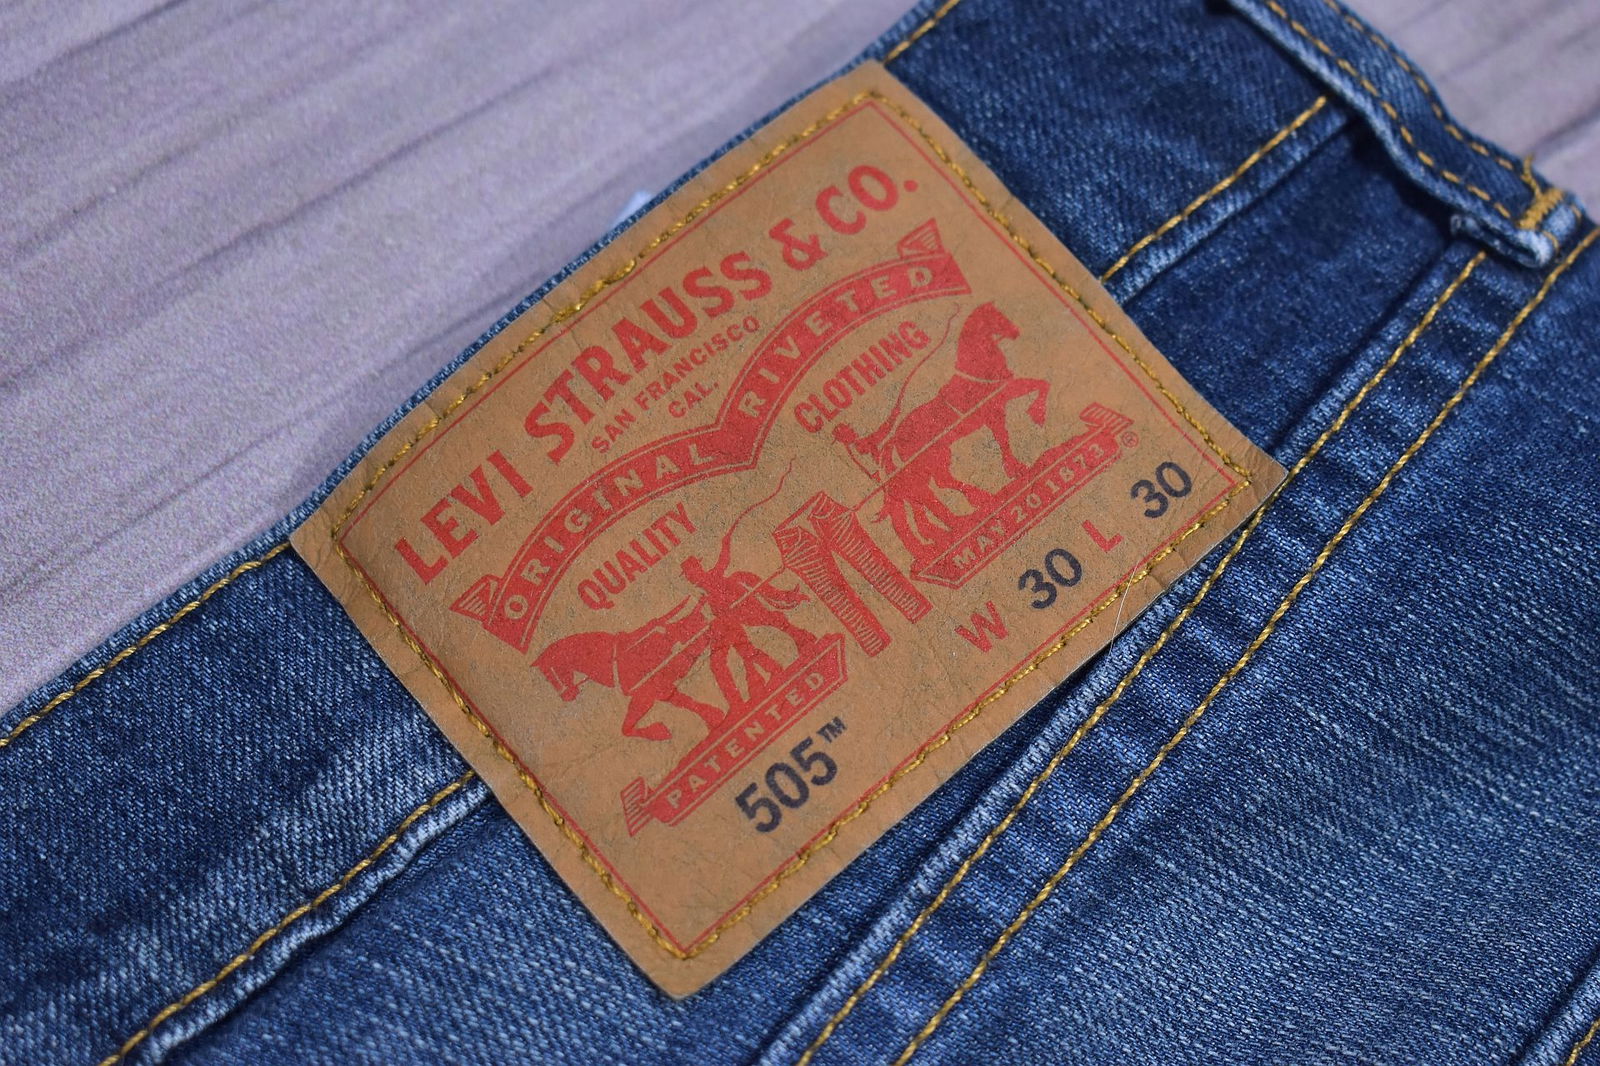 LEVI STRAUSS & CO.
SAN FRANCISCO
CAL.
ORIGINAL RIVETED
QUALITY CLOTHING
PATENTED MAY 20 1873 ®
505™ W 30 L 30